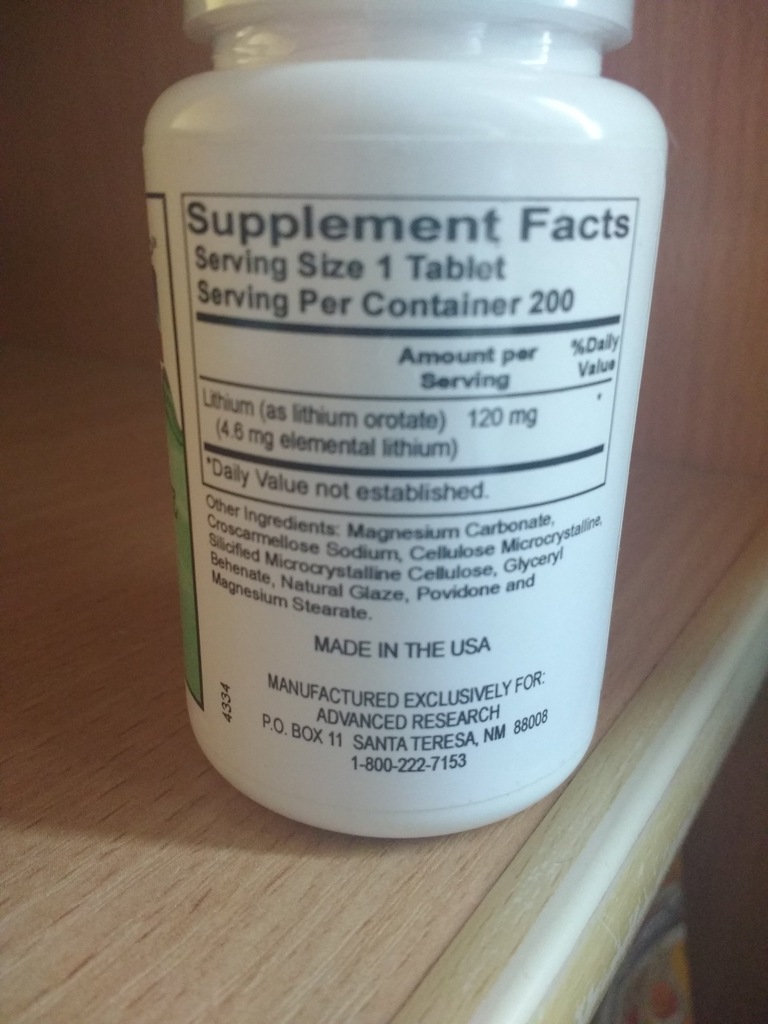 Supplement Facts
Serving Size 1 Tablet
Serving Per Container 200
Amount per Serving
%Daily Value
Lithium (as lithium orotate) 120 mg *
(4.6 mg elemental lithium)
*Daily Value not established.
Other Ingredients: Magnesium Carbonate,
Croscarmellose Sodium, Cellulose Microcrystalline,
Silicified Microcrystalline Cellulose, Glyceryl
Behenate, Natural Glaze, Povidone and
Magnesium Stearate.
MADE IN THE USA
MANUFACTURED EXCLUSIVELY FOR:
ADVANCED RESEARCH
P.O. BOX 11 SANTA TERESA, NM 88008
1-800-222-7153
4334